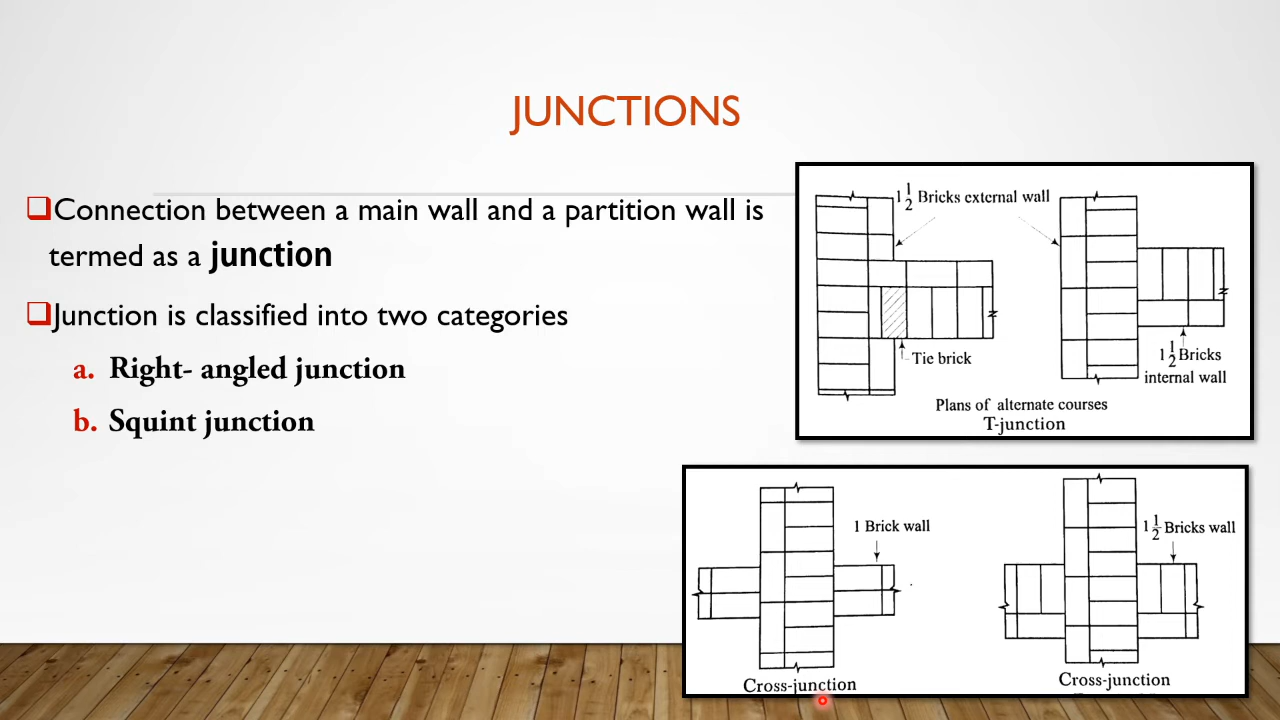 JUNCTIONS
Connection between a main wall and a partition wall is
termed as a junction
Junction is classified into two categories
a. Right- angled junction
b. Squint junction
1 1/2 Bricks external wall
Tie brick
1 1/2 Bricks
internal wall
Plans of alternate courses
T-junction
1 Brick wall
1 1/2 Bricks wall
Cross-junction
Cross-junction